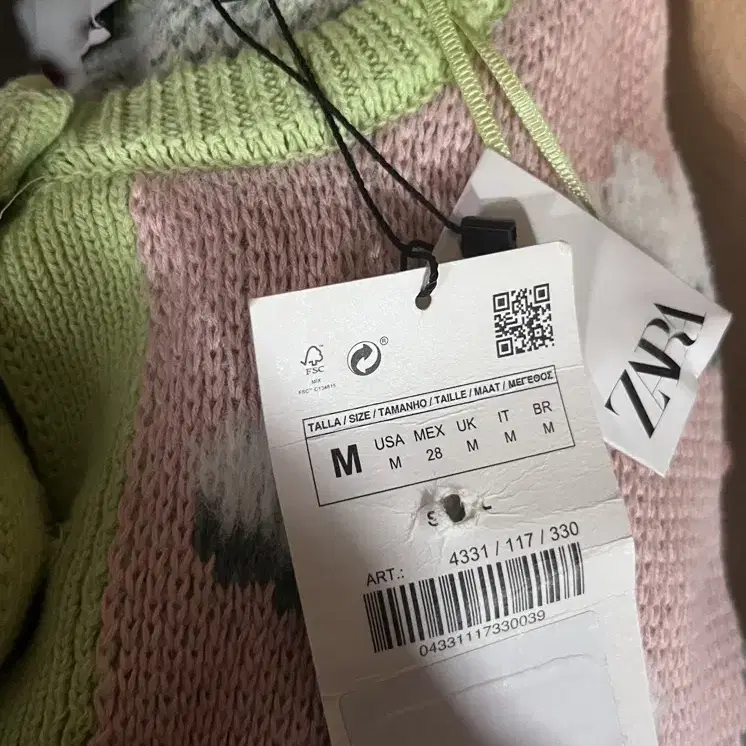 ZARA
FSC
MIX
®
TALLA / SIZE / TAMANHO / TAILLE / MAAT / ΜΕΓΕΘΟΣ
M USA MEX UK IT BR
M 28 M M M
4331 / 117 / 330
ART.:
04331117330039